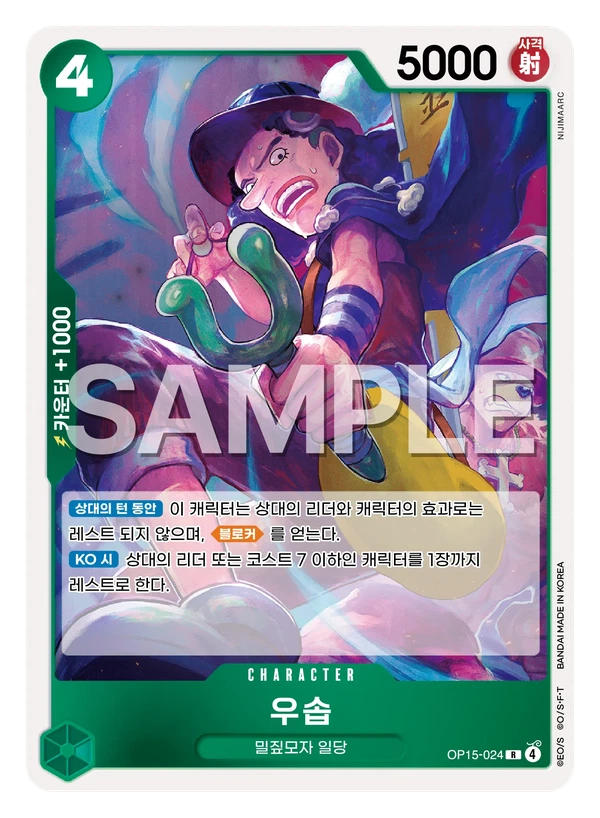 4
5000
사격
射
NIJIMAARC
카운터 +1000
SAMPLE
상대의 턴 동안 이 캐릭터는 상대의 리더와 캐릭터의 효과로는
레스트 되지 않으며, 블로커 를 얻는다.
KO 시 상대의 리더 또는 코스트 7 이하인 캐릭터를 1장까지
레스트로 한다.
CHARACTER
우솝
밀짚모자 일당
OP15-024 R 4
©EO/S ©O/S·F·T BANDAI MADE IN KOREA